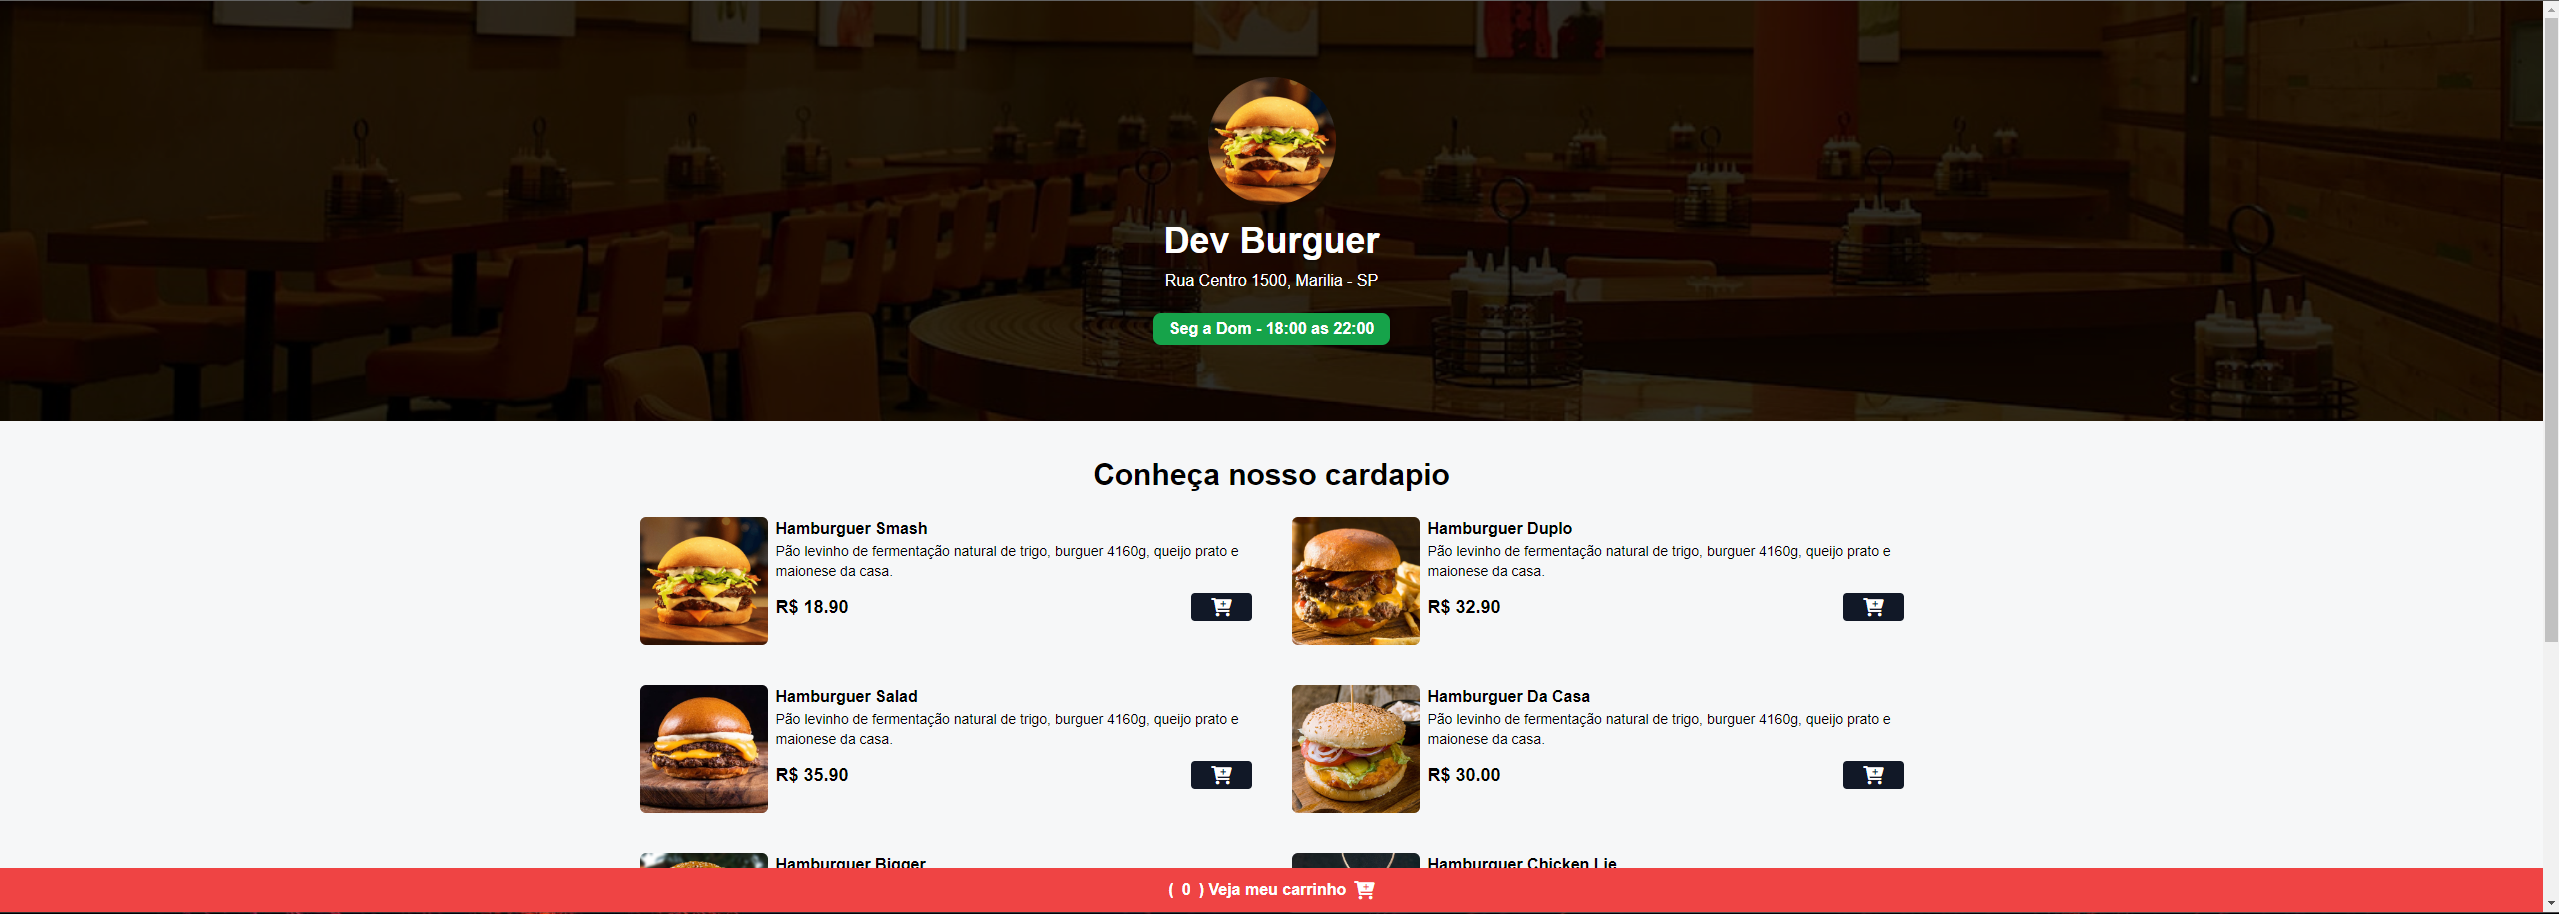 Dev Burguer
Rua Centro 1500, Marilia - SP
Seg a Dom - 18:00 as 22:00
Conheça nosso cardapio
Hamburguer Smash
Pão levinho de fermentação natural de trigo, burguer 4160g, queijo prato e
maionese da casa.
R$ 18.90
Hamburguer Duplo
Pão levinho de fermentação natural de trigo, burguer 4160g, queijo prato e
maionese da casa.
R$ 32.90
Hamburguer Salad
Pão levinho de fermentação natural de trigo, burguer 4160g, queijo prato e
maionese da casa.
R$ 35.90
Hamburguer Da Casa
Pão levinho de fermentação natural de trigo, burguer 4160g, queijo prato e
maionese da casa.
R$ 30.00
Hamburguer Bigger
Hamburguer Chicken Lie
( 0 ) Veja meu carrinho